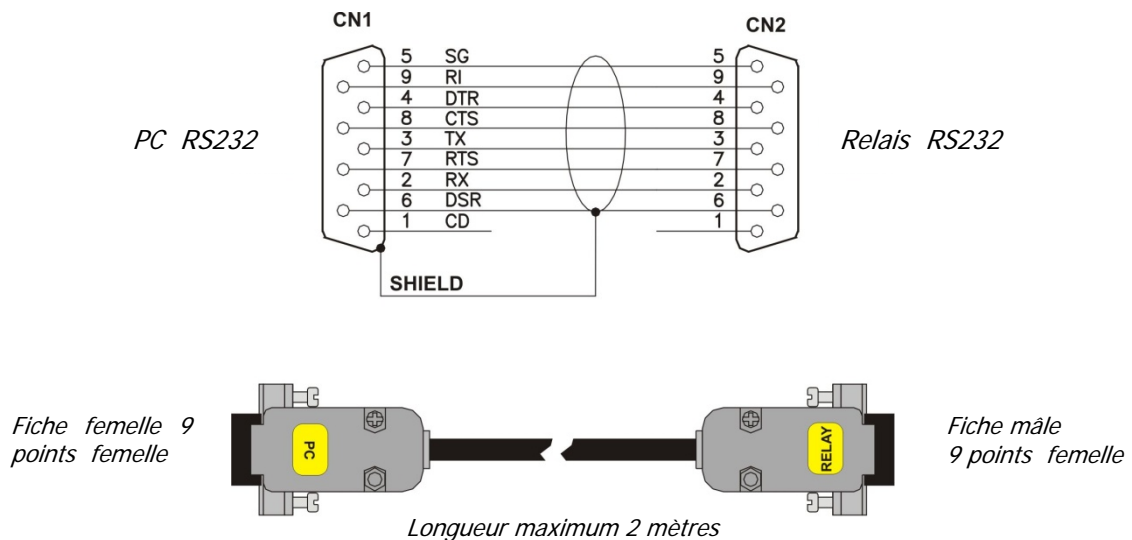 CN1
CN2
PC RS232
Relais RS232
5 SG 5
9 RI 9
4 DTR 4
8 CTS 8
3 TX 3
7 RTS 7
2 RX 2
6 DSR 6
1 CD 1
SHIELD
Fiche femelle 9
points femelle
PC
RELAY
Fiche mâle
9 points femelle
Longueur maximum 2 mètres